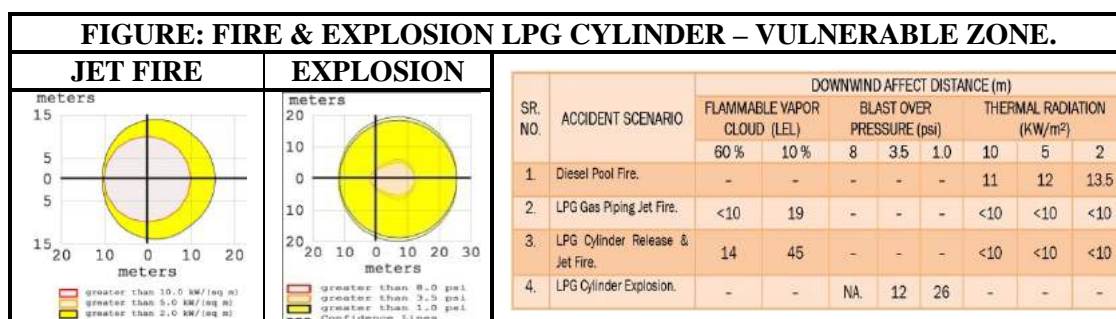 FIGURE: FIRE & EXPLOSION LPG CYLINDER – VULNERABLE ZONE.
JET FIRE
meters
15
5
0
5
15
20 10 0 10 20
meters
greater than 10.0 kW/(sq m)
greater than 5.0 kW/(sq m)
greater than 2.0 kW/(sq m)
EXPLOSION
meters
20
10
0
10
20
20 10 0 10 20 30
meters
greater than 8.0 psi
greater than 3.5 psi
greater than 1.0 psi
Confidence Lines
SR. NO. ACCIDENT SCENARIO DOWNWIND AFFECT DISTANCE (m)
FLAMMABLE VAPOR CLOUD (LEL) BLAST OVER PRESSURE (psi) THERMAL RADIATION (KW/m²)
60 % 10 % 8 3.5 1.0 10 5 2
1. Diesel Pool Fire. - - - - - 11 12 13.5
2. LPG Gas Piping Jet Fire. <10 19 - - - <10 <10 <10
3. LPG Cylinder Release &
Jet Fire. 14 45 - - - <10 <10 <10
4. LPG Cylinder Explosion. - - NA. 12 26 - - -